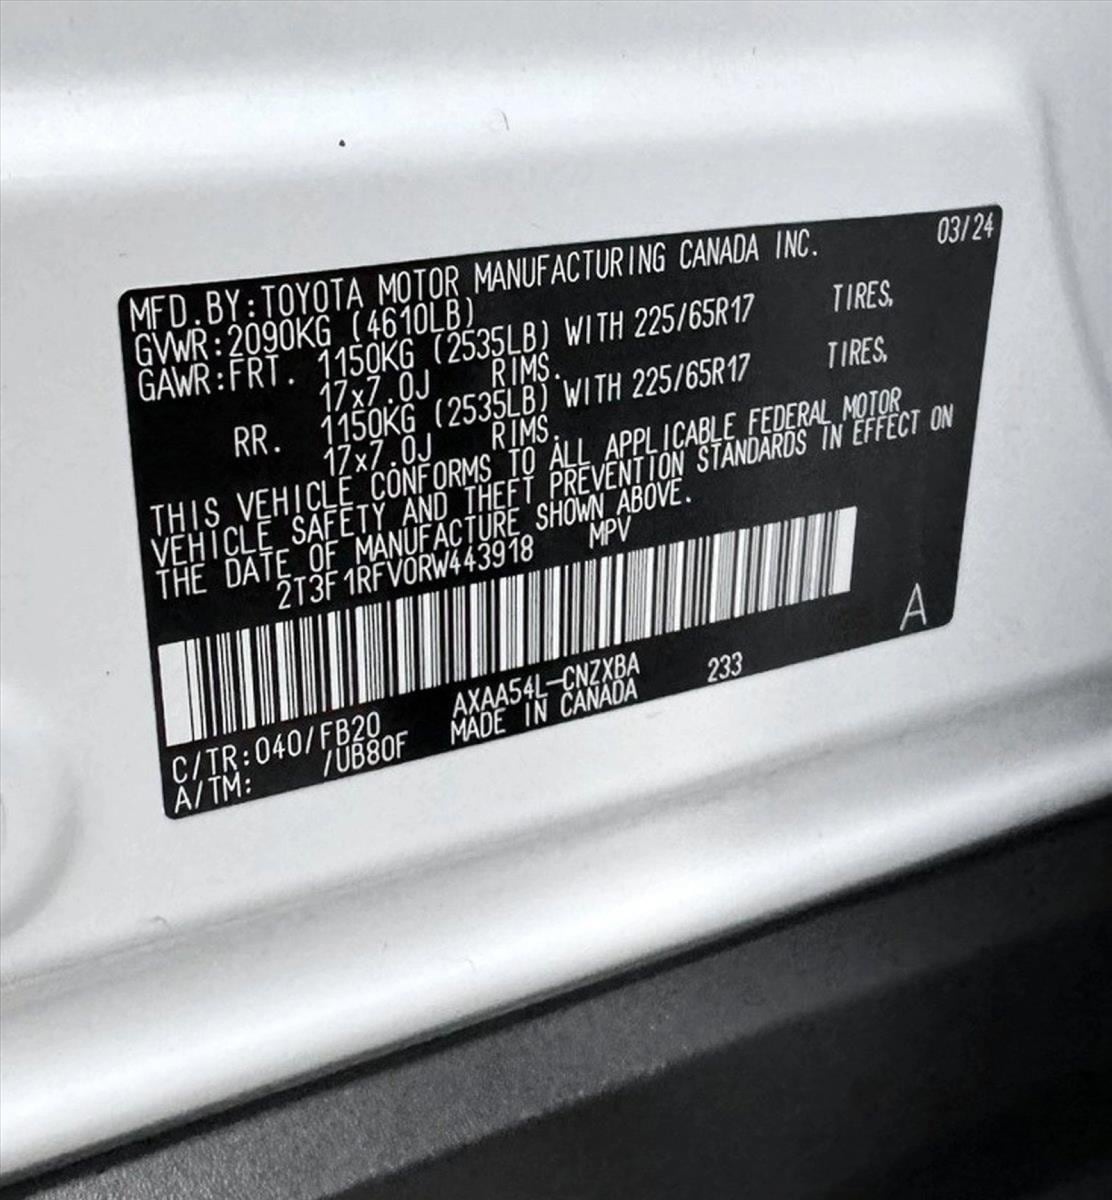 03/24
MFD.BY:TOYOTA MOTOR MANUFACTURING CANADA INC.
GVWR:2090KG (4610LB)
GAWR:FRT. 1150KG (2535LB) WITH 225/65R17 TIRES,
17x7.0J RIMS.
RR. 1150KG (2535LB) WITH 225/65R17 TIRES,
17x7.0J RIMS.
THIS VEHICLE CONFORMS TO ALL APPLICABLE FEDERAL MOTOR
VEHICLE SAFETY AND THEFT PREVENTION STANDARDS IN EFFECT ON
THE DATE OF MANUFACTURE SHOWN ABOVE.
2T3F1RFV0RW443918 MPV
A
C/TR:040/FB20 AXAA54L-CNZXBA 233
A/TM: /UB80F MADE IN CANADA